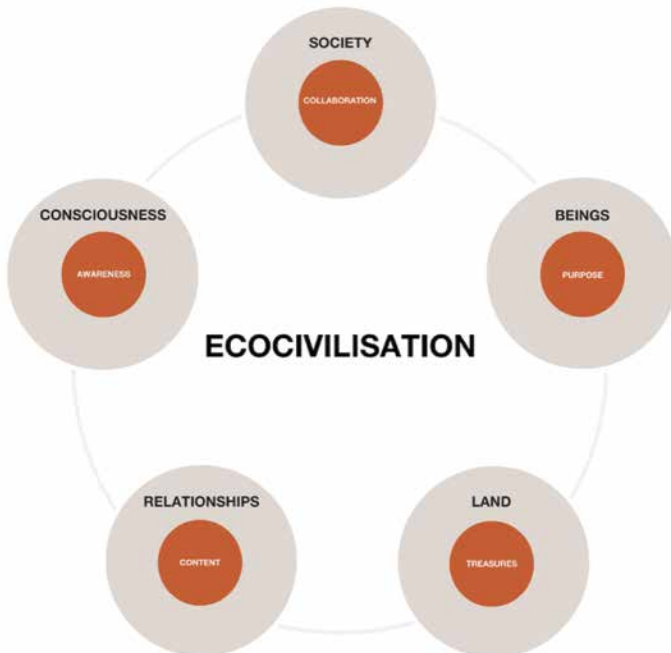 SOCIETY
COLLABORATION
CONSCIOUSNESS
AWARENESS
BEINGS
PURPOSE
ECOCIVILISATION
RELATIONSHIPS
CONTENT
LAND
TREASURES